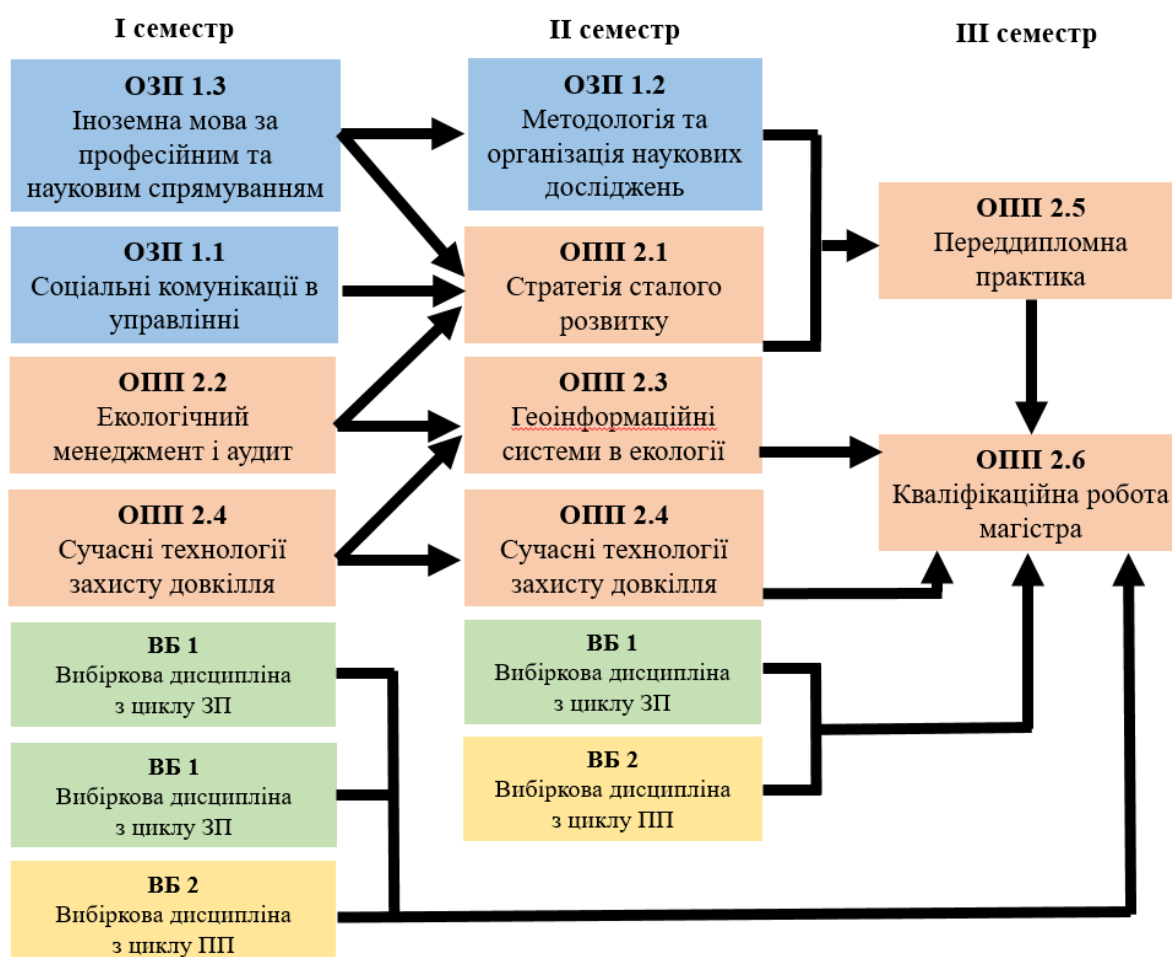 І семестр
ІІ семестр
ІІІ семестр
ОЗП 1.3
Іноземна мова за
професійним та
науковим спрямуванням
ОЗП 1.1
Соціальні комунікації в
управлінні
ОПП 2.2
Екологічний
менеджмент і аудит
ОПП 2.4
Сучасні технології
захисту довкілля
ВБ 1
Вибіркова дисципліна
з циклу ЗП
ВБ 1
Вибіркова дисципліна
з циклу ЗП
ВБ 2
Вибіркова дисципліна
з циклу ПП
ОЗП 1.2
Методологія та
організація наукових
досліджень
ОПП 2.1
Стратегія сталого
розвитку
ОПП 2.3
Геоінформаційні
системи в екології
ОПП 2.4
Сучасні технології
захисту довкілля
ВБ 1
Вибіркова дисципліна
з циклу ЗП
ВБ 2
Вибіркова дисципліна
з циклу ПП
ОПП 2.5
Переддипломна
практика
ОПП 2.6
Кваліфікаційна робота
магістра